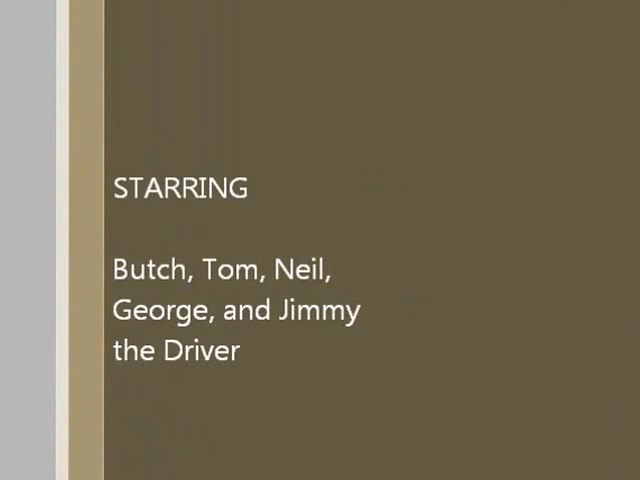 STARRING
Butch, Tom, Neil,
George, and Jimmy
the Driver